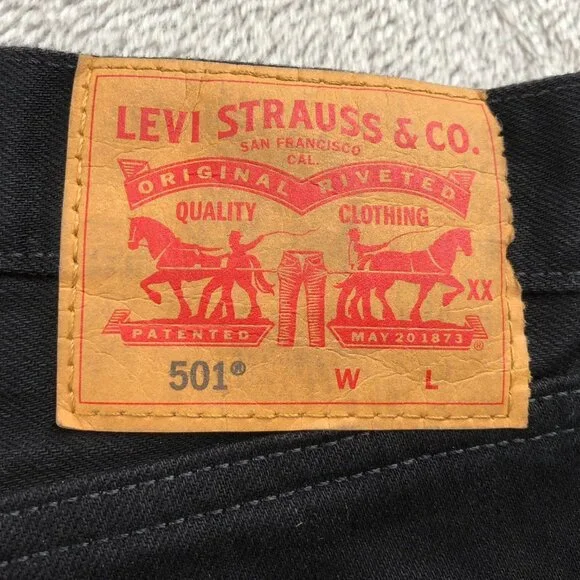 LEVI STRAUSS & CO.
SAN FRANCISCO
CAL.
ORIGINAL RIVETED
QUALITY CLOTHING
XX
PATENTED MAY 20 1873 ®
501® W L